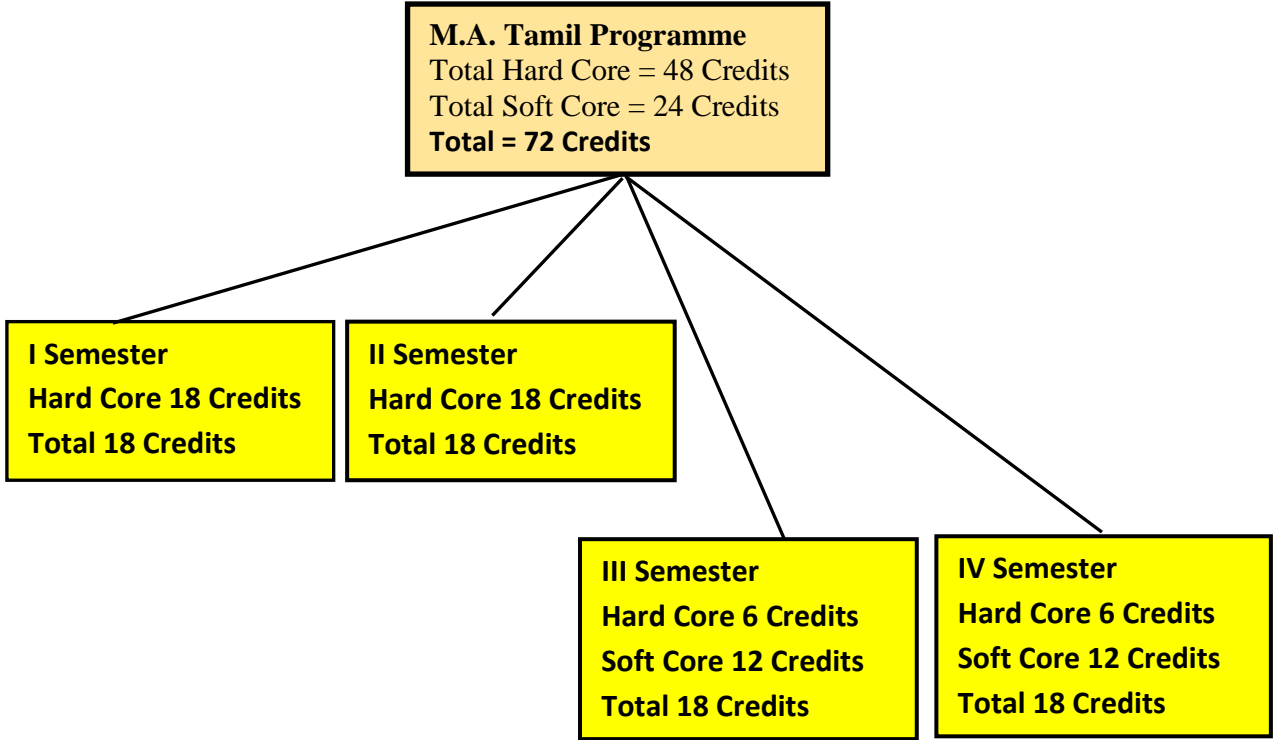 M.A. Tamil Programme
Total Hard Core = 48 Credits
Total Soft Core = 24 Credits
Total = 72 Credits
I Semester
Hard Core 18 Credits
Total 18 Credits
II Semester
Hard Core 18 Credits
Total 18 Credits
III Semester
Hard Core 6 Credits
Soft Core 12 Credits
Total 18 Credits
IV Semester
Hard Core 6 Credits
Soft Core 12 Credits
Total 18 Credits